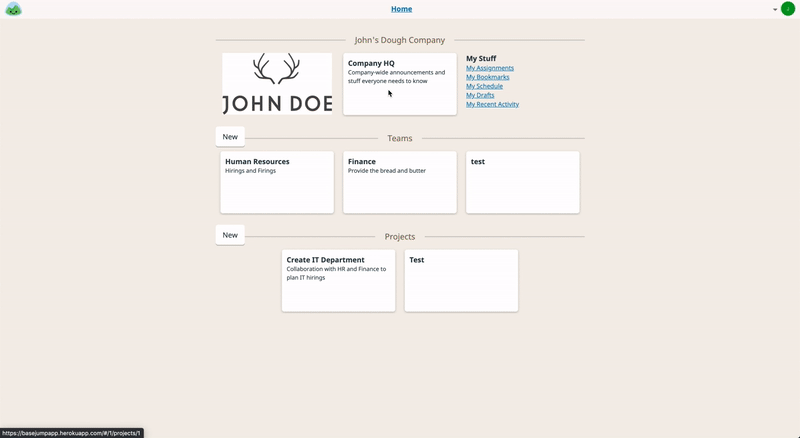 Home
J
John's Dough Company
JOHN DOE
Company HQ
Company-wide announcements and
stuff everyone needs to know
My Stuff
My Assignments
My Bookmarks
My Schedule
My Drafts
My Recent Activity
New
Teams
Human Resources
Hirings and Firings
Finance
Provide the bread and butter
test
New
Projects
Create IT Department
Collaboration with HR and Finance to
plan IT hirings
Test
https://basejumpapp.herokuapp.com/#/1/projects/1